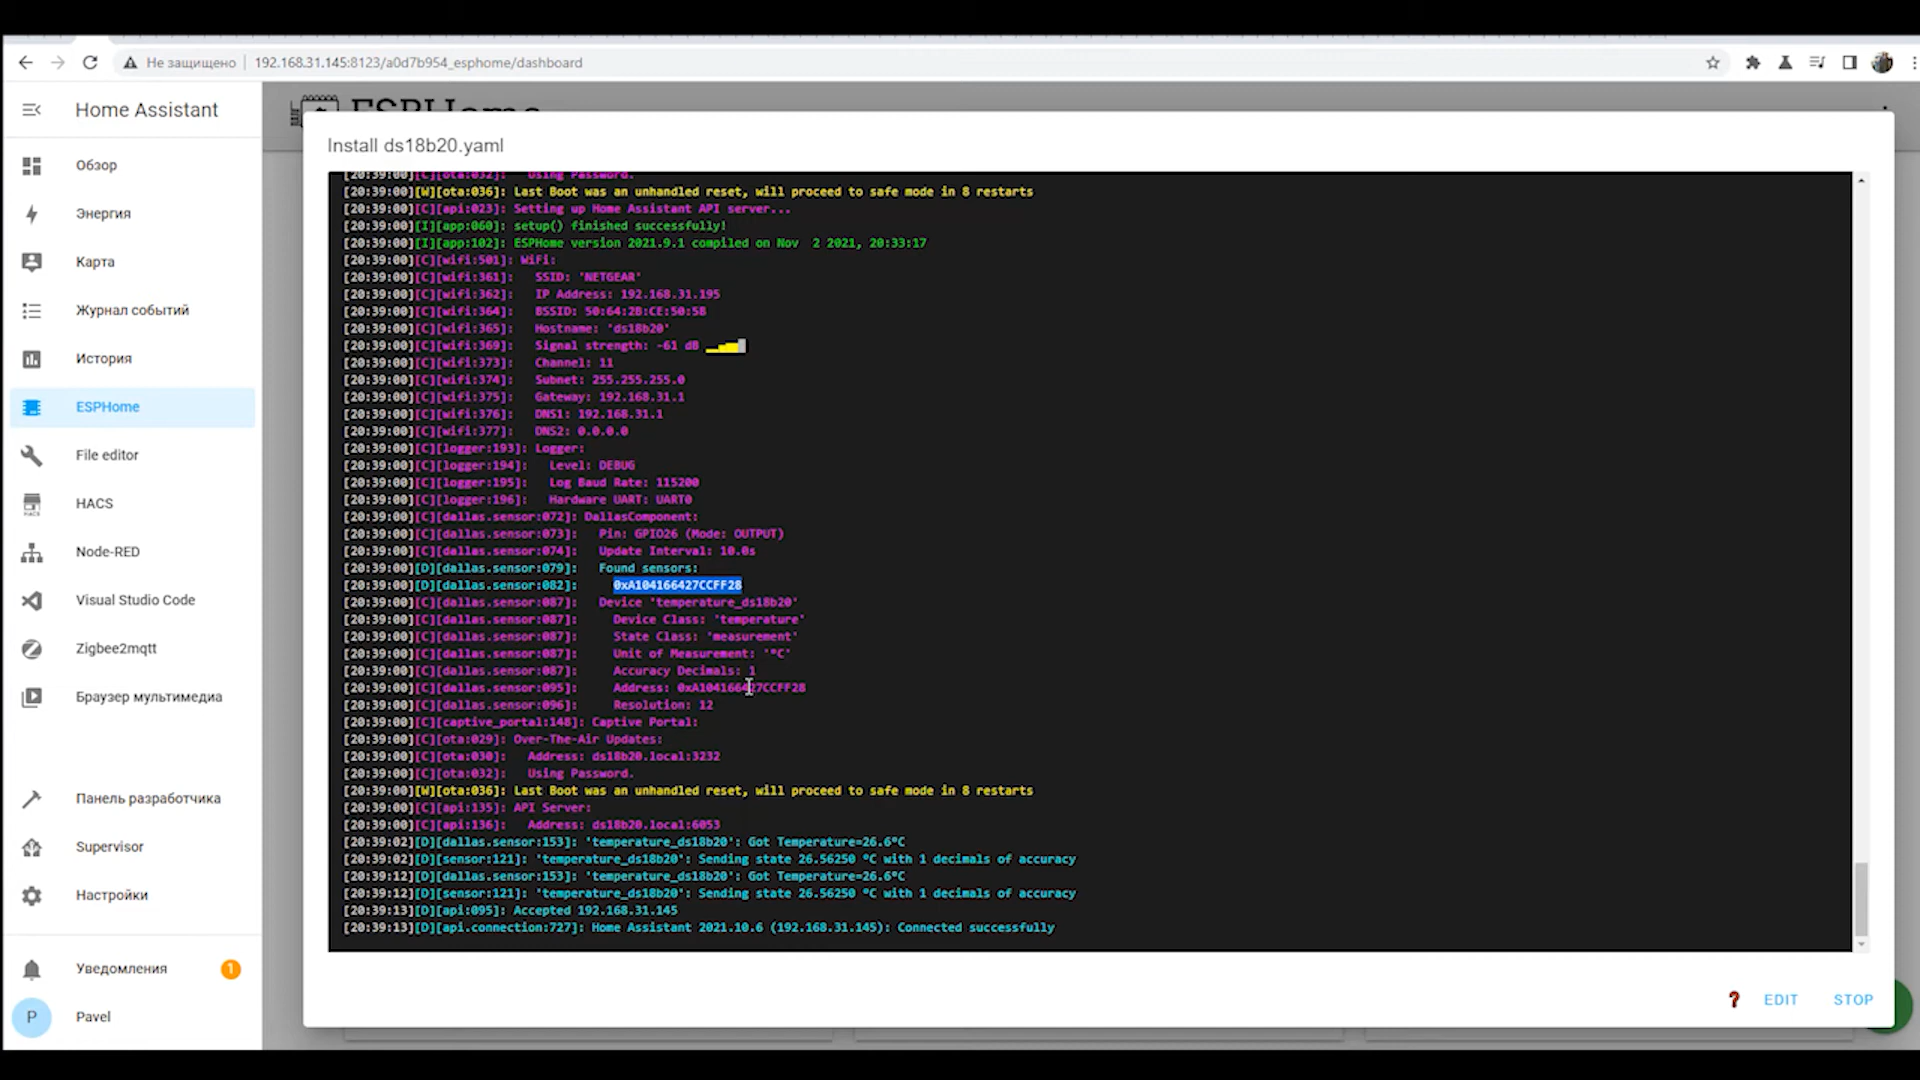 Не защищено
192.168.31.145:8123/a0d7b954_esphome/dashboard
Home Assistant
ESPHome
Обзор
Энергия
Карта
Журнал событий
История
ESPHome
File editor
HACS
Node-RED
Visual Studio Code
Zigbee2mqtt
Браузер мультимедиа
Панель разработчика
Supervisor
Настройки
Уведомления
1
P
Pavel
Install ds18b20.yaml
[20:39:00][C][ota:032]:   Using Password.
[20:39:00][W][ota:036]: Last Boot was an unhandled reset, will proceed to safe mode in 8 restarts
[20:39:00][C][api:023]: Setting up Home Assistant API server...
[20:39:00][I][app:060]: setup() finished successfully!
[20:39:00][I][app:102]: ESPHome version 2021.9.1 compiled on Nov  2 2021, 20:33:17
[20:39:00][C][wifi:501]: WiFi:
[20:39:00][C][wifi:361]:   SSID: 'NETGEAR'
[20:39:00][C][wifi:362]:   IP Address: 192.168.31.195
[20:39:00][C][wifi:364]:   BSSID: 50:64:2B:CE:50:58
[20:39:00][C][wifi:365]:   Hostname: 'ds18b20'
[20:39:00][C][wifi:369]:   Signal strength: -61 dB
[20:39:00][C][wifi:373]:   Channel: 11
[20:39:00][C][wifi:374]:   Subnet: 255.255.255.0
[20:39:00][C][wifi:375]:   Gateway: 192.168.31.1
[20:39:00][C][wifi:376]:   DNS1: 192.168.31.1
[20:39:00][C][wifi:377]:   DNS2: 0.0.0.0
[20:39:00][C][logger:193]: Logger:
[20:39:00][C][logger:194]:   Level: DEBUG
[20:39:00][C][logger:195]:   Log Baud Rate: 115200
[20:39:00][C][logger:196]:   Hardware UART: UART0
[20:39:00][C][dallas.sensor:072]: DallasComponent:
[20:39:00][C][dallas.sensor:073]:   Pin: GPIO26 (Mode: OUTPUT)
[20:39:00][C][dallas.sensor:074]:   Update Interval: 10.0s
[20:39:00][D][dallas.sensor:079]:   Found sensors:
[20:39:00][D][dallas.sensor:082]:     0xA104166427CCFF28
[20:39:00][C][dallas.sensor:087]:   Device 'temperature_ds18b20'
[20:39:00][C][dallas.sensor:087]:     Device Class: 'temperature'
[20:39:00][C][dallas.sensor:087]:     State Class: 'measurement'
[20:39:00][C][dallas.sensor:087]:     Unit of Measurement: '°C'
[20:39:00][C][dallas.sensor:087]:     Accuracy Decimals: 1
[20:39:00][C][dallas.sensor:095]:     Address: 0xA104166427CCFF28
[20:39:00][C][dallas.sensor:096]:     Resolution: 12
[20:39:00][C][captive_portal:148]: Captive Portal:
[20:39:00][C][ota:029]: Over-The-Air Updates:
[20:39:00][C][ota:030]:   Address: ds18b20.local:3232
[20:39:00][C][ota:032]:   Using Password.
[20:39:00][W][ota:036]: Last Boot was an unhandled reset, will proceed to safe mode in 8 restarts
[20:39:00][C][api:135]: API Server:
[20:39:00][C][api:136]:   Address: ds18b20.local:6053
[20:39:02][D][dallas.sensor:153]: 'temperature_ds18b20': Got Temperature=26.6°C
[20:39:02][D][sensor:121]: 'temperature_ds18b20': Sending state 26.56250 °C with 1 decimals of accuracy
[20:39:12][D][dallas.sensor:153]: 'temperature_ds18b20': Got Temperature=26.6°C
[20:39:12][D][sensor:121]: 'temperature_ds18b20': Sending state 26.56250 °C with 1 decimals of accuracy
[20:39:13][D][api:095]: Accepted 192.168.31.145
[20:39:13][D][api.connection:727]: Home Assistant 2021.10.6 (192.168.31.145): Connected successfully
? EDIT STOP